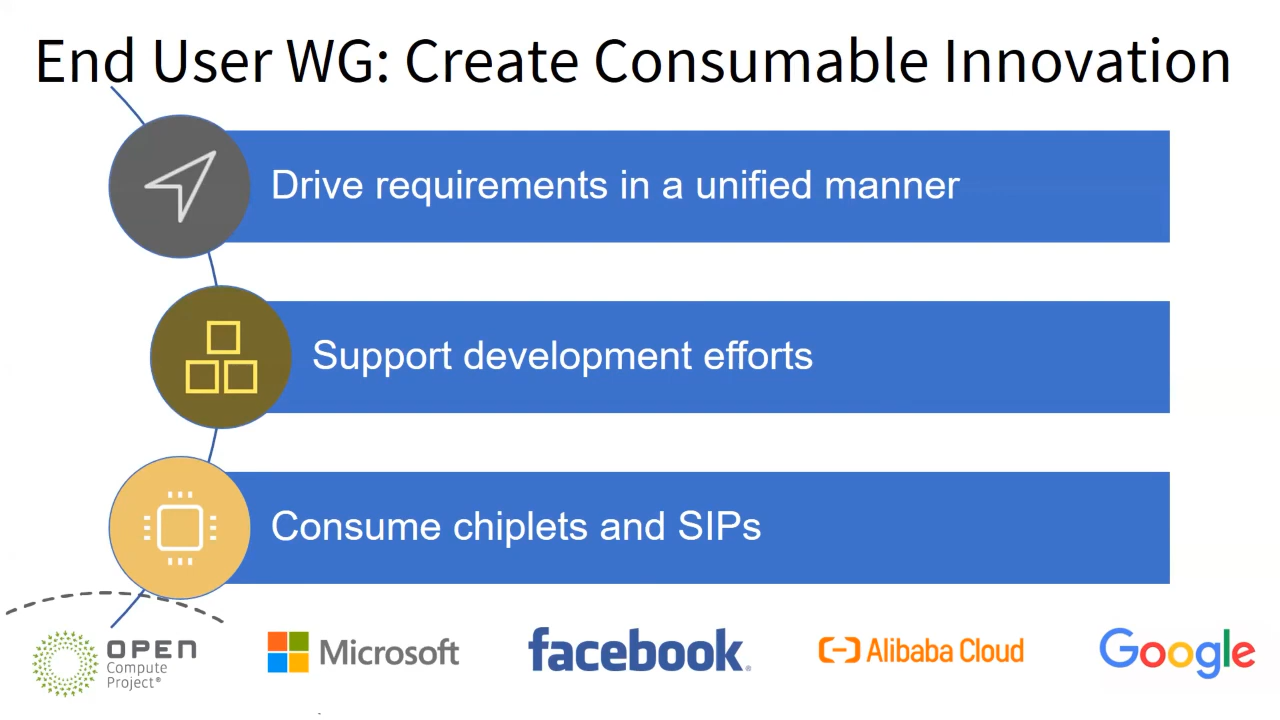 End User WG: Create Consumable Innovation
Drive requirements in a unified manner
Support development efforts
Consume chiplets and SIPs
OPEN
Compute
Project®
Microsoft
facebook®
Alibaba Cloud
Google